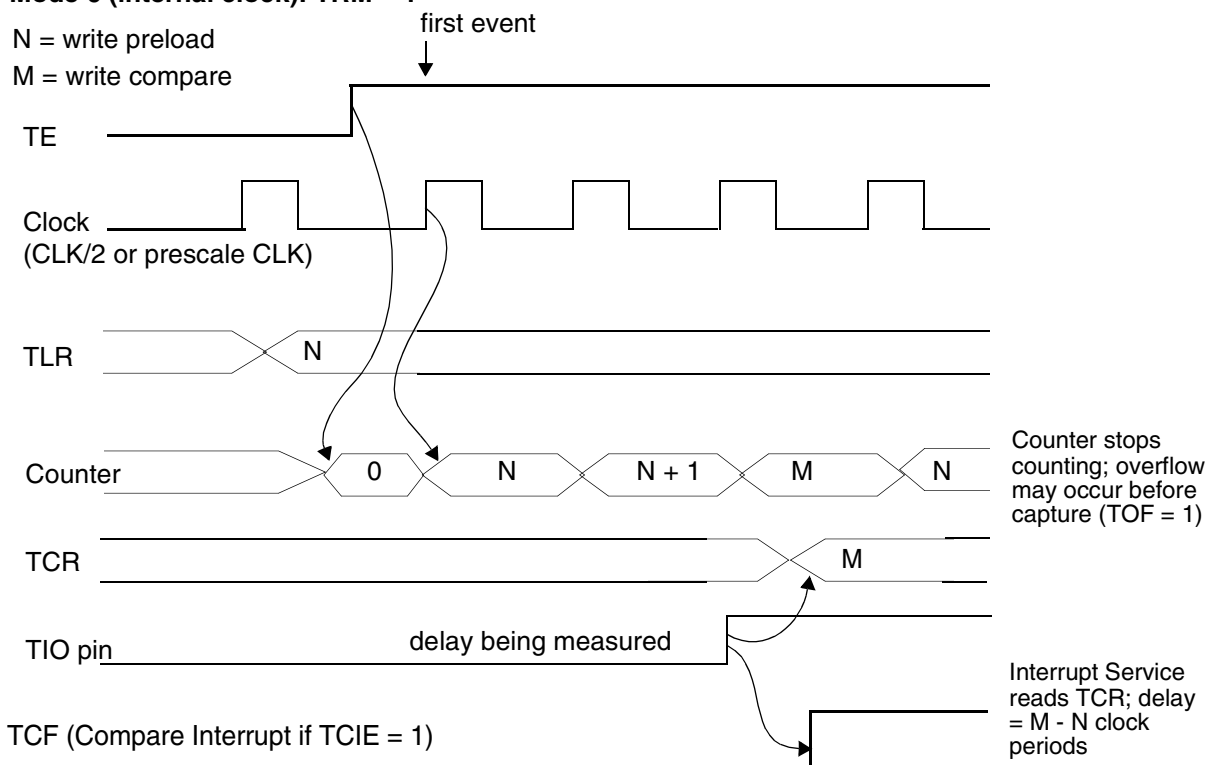 first event
N = write preload
M = write compare
TE
Clock
(CLK/2 or prescale CLK)
TLR
N
Counter
0
N
N + 1
M
N
Counter stops
counting; overflow
may occur before
capture (TOF = 1)
TCR
M
TIO pin
delay being measured
Interrupt Service
reads TCR; delay
= M - N clock
periods
TCF (Compare Interrupt if TCIE = 1)